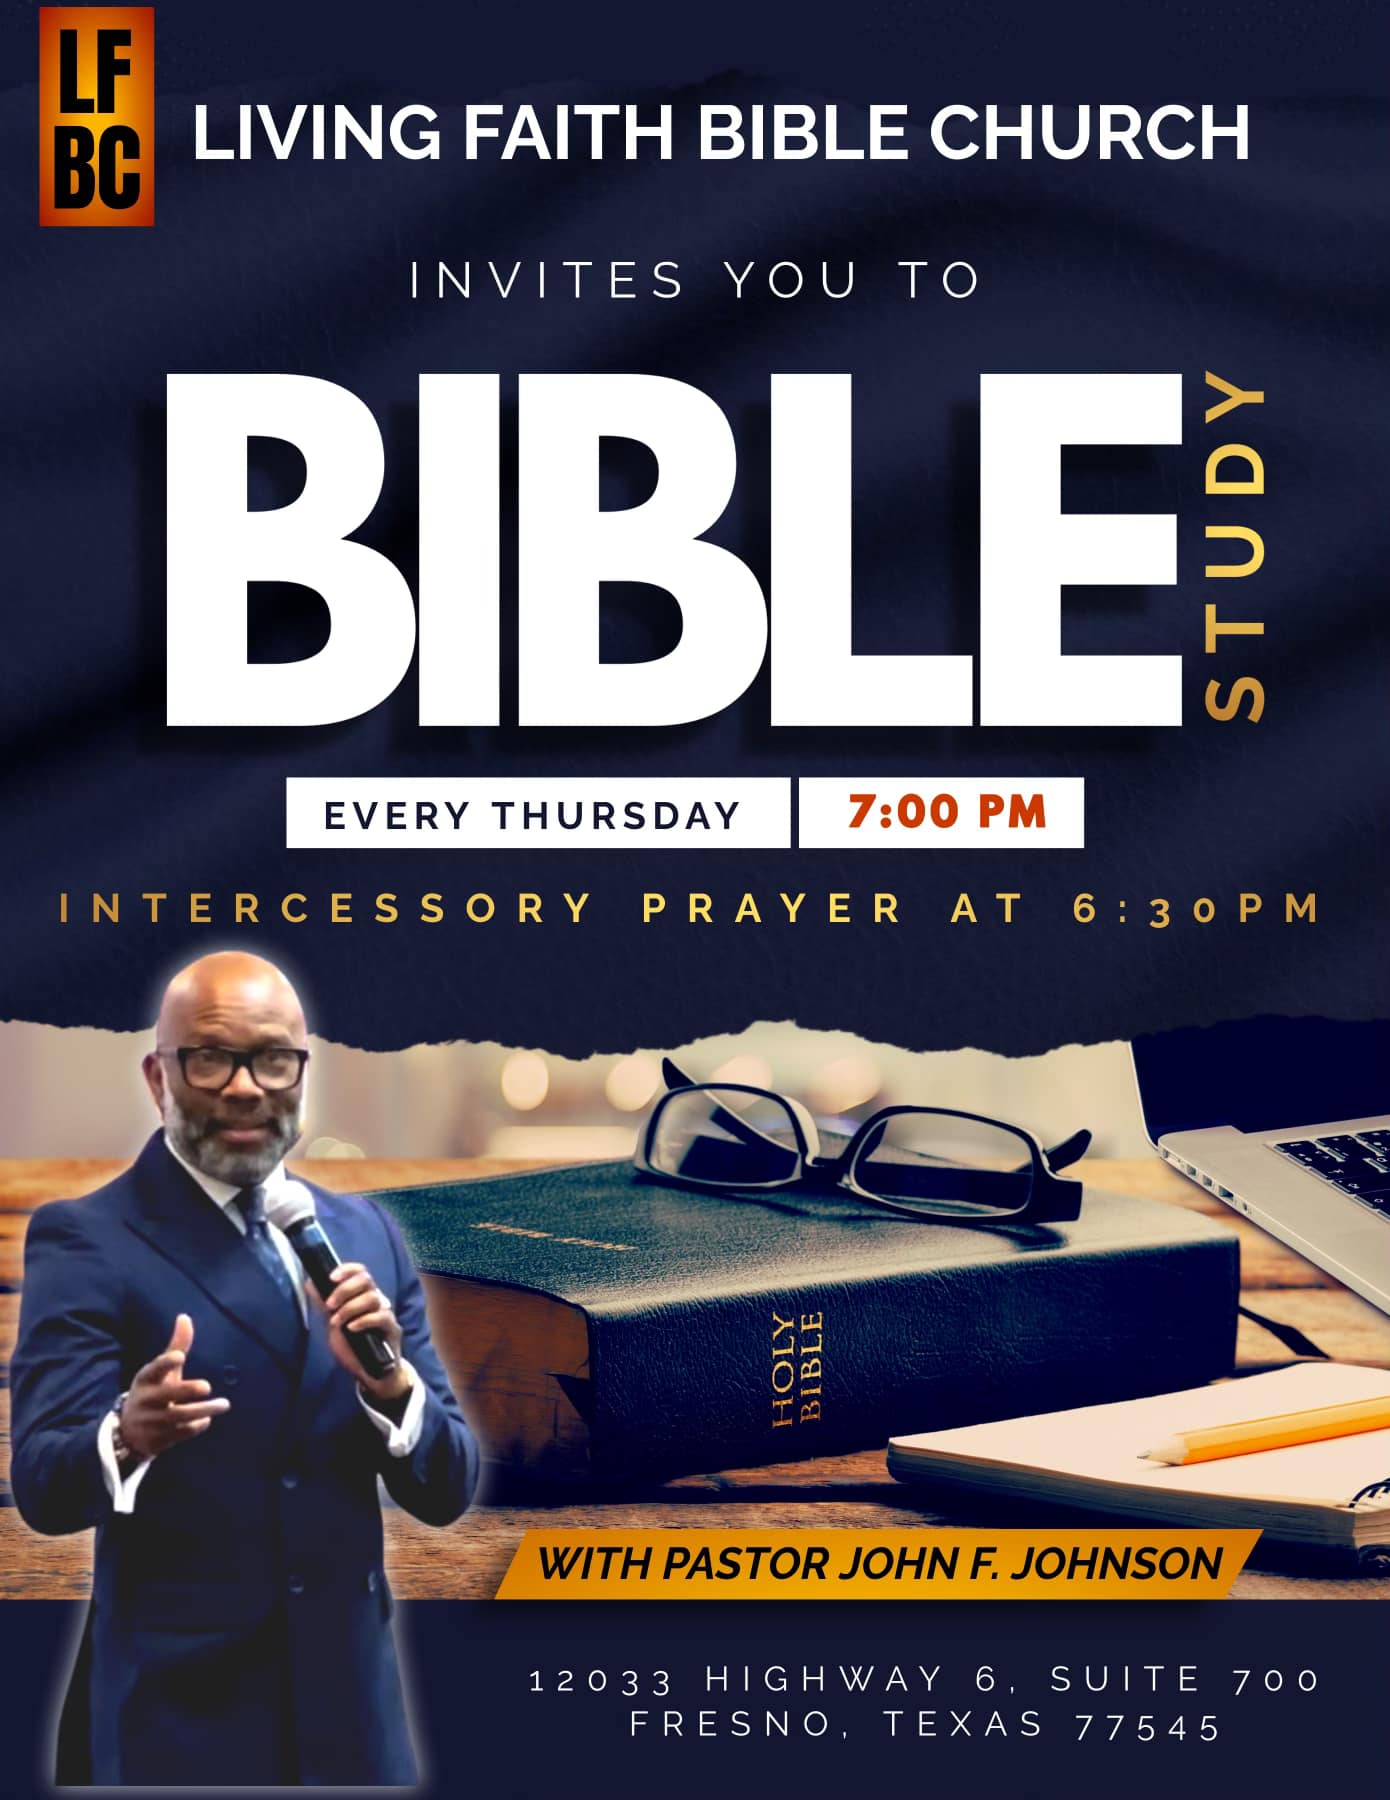 LF
BC
LIVING FAITH BIBLE CHURCH
INVITES YOU TO
BIBLE
STUDY
EVERY THURSDAY 7:00 PM
INTERCESSORY PRAYER AT 6:30PM
HOLY
BIBLE
WITH PASTOR JOHN F. JOHNSON
12033 HIGHWAY 6, SUITE 700
FRESNO, TEXAS 77545